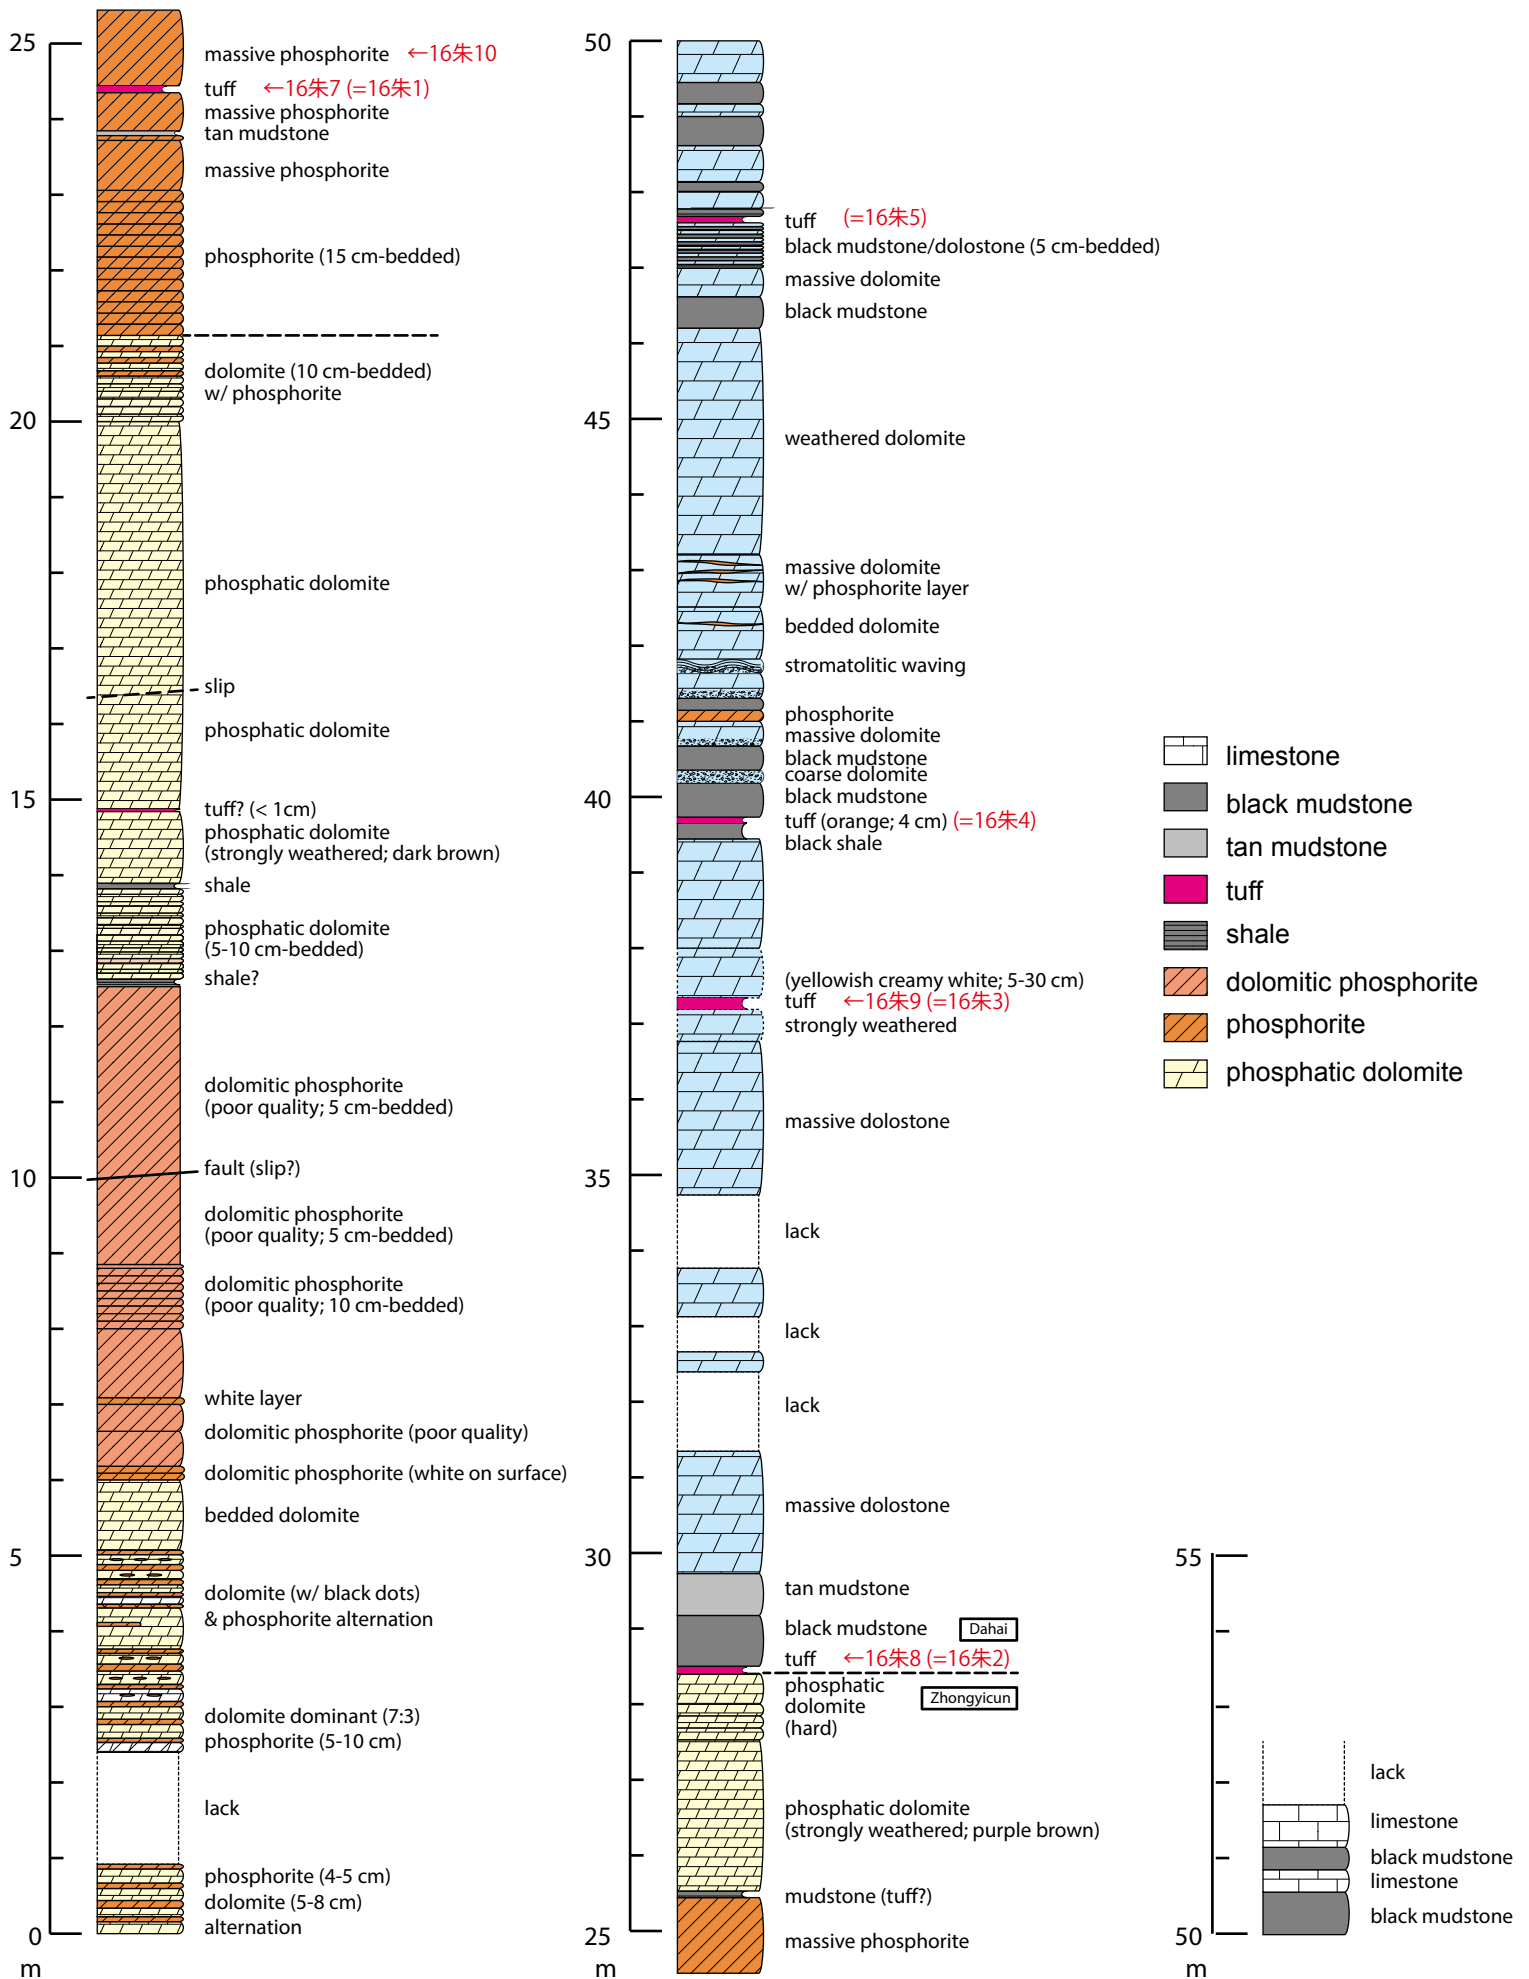 25
massive phosphorite ←16朱10
tuff ←16朱7 (=16朱1)
massive phosphorite
tan mudstone
massive phosphorite
phosphorite (15 cm-bedded)
dolomite (10 cm-bedded)
w/ phosphorite
20
phosphatic dolomite
slip
phosphatic dolomite
15
tuff? (< 1cm)
phosphatic dolomite
(strongly weathered; dark brown)
shale
phosphatic dolomite
(5-10 cm-bedded)
shale?
dolomitic phosphorite
(poor quality; 5 cm-bedded)
fault (slip?)
10
dolomitic phosphorite
(poor quality; 5 cm-bedded)
dolomitic phosphorite
(poor quality; 10 cm-bedded)
white layer
dolomitic phosphorite (poor quality)
dolomitic phosphorite (white on surface)
bedded dolomite
5
dolomite (w/ black dots)
& phosphorite alternation
dolomite dominant (7:3)
phosphorite (5-10 cm)
lack
phosphorite (4-5 cm)
dolomite (5-8 cm)
alternation
0
m
50
tuff (=16朱5)
black mudstone/dolostone (5 cm-bedded)
massive dolomite
black mudstone
45
weathered dolomite
massive dolomite
w/ phosphorite layer
bedded dolomite
stromatolitic waving
phosphorite
massive dolomite
black mudstone
coarse dolomite
40
black mudstone
tuff (orange; 4 cm) (=16朱4)
black shale
(yellowish creamy white; 5-30 cm)
tuff ←16朱9 (=16朱3)
strongly weathered
massive dolostone
35
lack
lack
lack
massive dolostone
30
tan mudstone
black mudstone Dahai
tuff ←16朱8 (=16朱2)
phosphatic
dolomite Zhongyicun
(hard)
phosphatic dolomite
(strongly weathered; purple brown)
mudstone (tuff?)
25
massive phosphorite
m
limestone
black mudstone
tan mudstone
tuff
shale
dolomitic phosphorite
phosphorite
phosphatic dolomite
55
lack
limestone
black mudstone
limestone
black mudstone
50
m